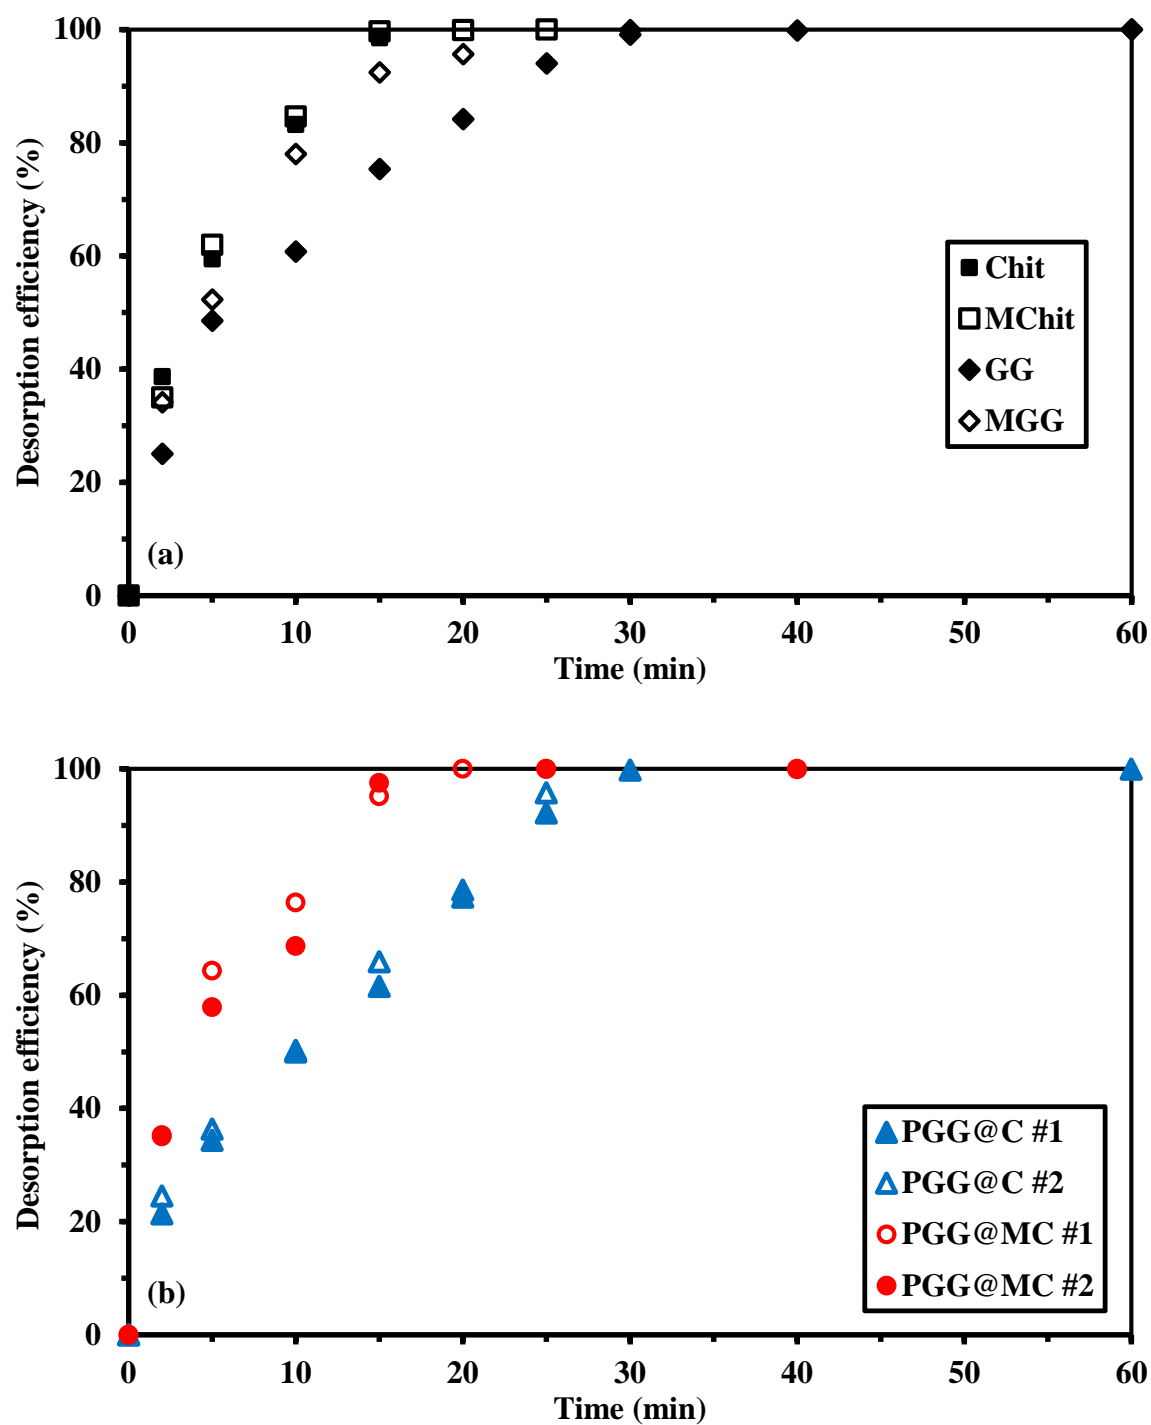 100
80
60
40
20
0
Desorption efficiency (%)
Chit
MChit
GG
MGG
(a)
0 10 20 30 40 50 60
Time (min)
100
80
60
40
20
0
Desorption efficiency (%)
PGG@C #1
PGG@C #2
PGG@MC #1
PGG@MC #2
(b)
0 10 20 30 40 50 60
Time (min)